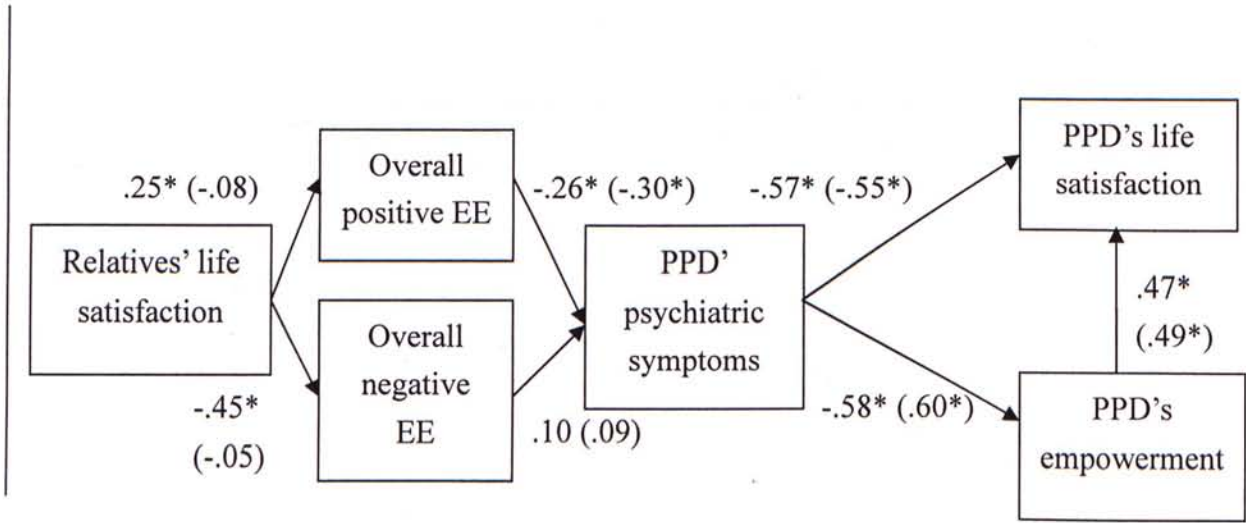 PPD's life
satisfaction
Overall
positive EE
.25* (-.08)
-.26* (-.30*)
-.57* (-.55*)
Relatives' life
satisfaction
PPD'
psychiatric
symptoms
.47*
(.49*)
Overall
negative
EE
-.45*
(-.05)
.10 (.09)
-.58* (.60*)
PPD's
empowerment